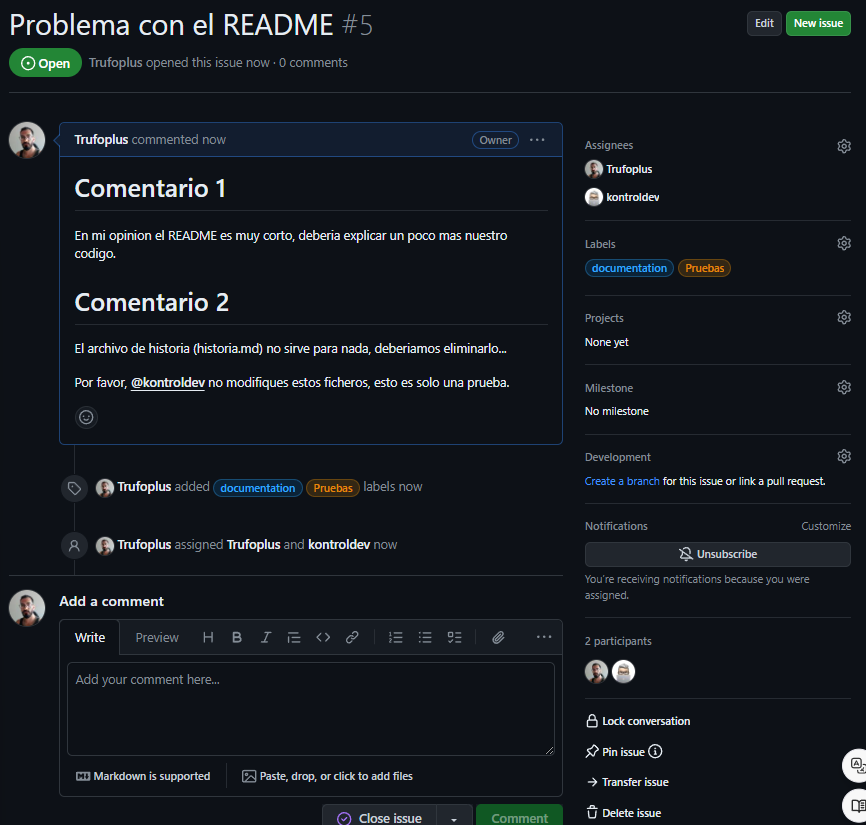 Problema con el README #5
Edit
New issue
Open
Trufoplus opened this issue now · 0 comments
Trufoplus commented now
Owner
Comentario 1
En mi opinion el README es muy corto, deberia explicar un poco mas nuestro
codigo.
Comentario 2
El archivo de historia (historia.md) no sirve para nada, deberiamos eliminarlo...
Por favor, @kontroldev no modifiques estos ficheros, esto es solo una prueba.
Trufoplus added documentation Pruebas labels now
Trufoplus assigned Trufoplus and kontroldev now
Add a comment
Write
Preview
Add your comment here...
Markdown is supported
Paste, drop, or click to add files
Close issue
Comment
Assignees
Trufoplus
kontroldev
Labels
documentation Pruebas
Projects
None yet
Milestone
No milestone
Development
Create a branch for this issue or link a pull request.
Notifications
Customize
Unsubscribe
You're receiving notifications because you were
assigned.
2 participants
Lock conversation
Pin issue
Transfer issue
Delete issue